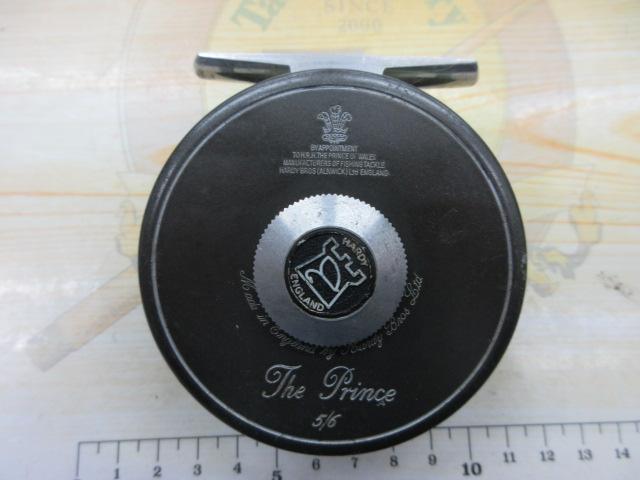 SINCE
2000
BY APPOINTMENT
TO H.R.H. THE PRINCE OF WALES
MANUFACTURERS OF FISHING TACKLE
HARDY BROS (ALNWICK) LTD ENGLAND.
HARDY
ENGLAND
Made in England by Hardy Bros Ltd
The Prince
5/6
1 2 3 4 5 6 7 8 9 10 11 12 13 14